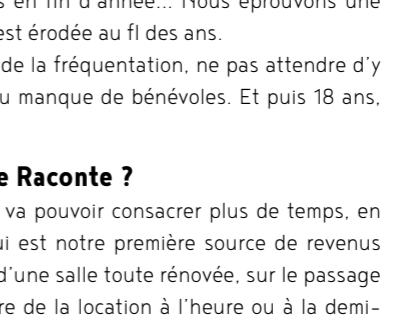 s en fin d'année... Nous éprouvons une
est érodée au fl des ans.
de la fréquentation, ne pas attendre d'y
u manque de bénévoles. Et puis 18 ans,
e Raconte ?
va pouvoir consacrer plus de temps, en
ui est notre première source de revenus
d'une salle toute rénovée, sur le passage
re de la location à l'heure ou à la demi-